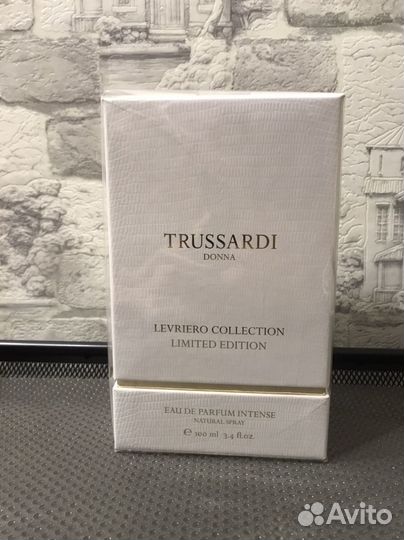 TRUSSARDI
DONNA
LEVRIERO COLLECTION
LIMITED EDITION
EAU DE PARFUM INTENSE
NATURAL SPRAY
℮ 100 ml 3.4 fl.oz.
Avito